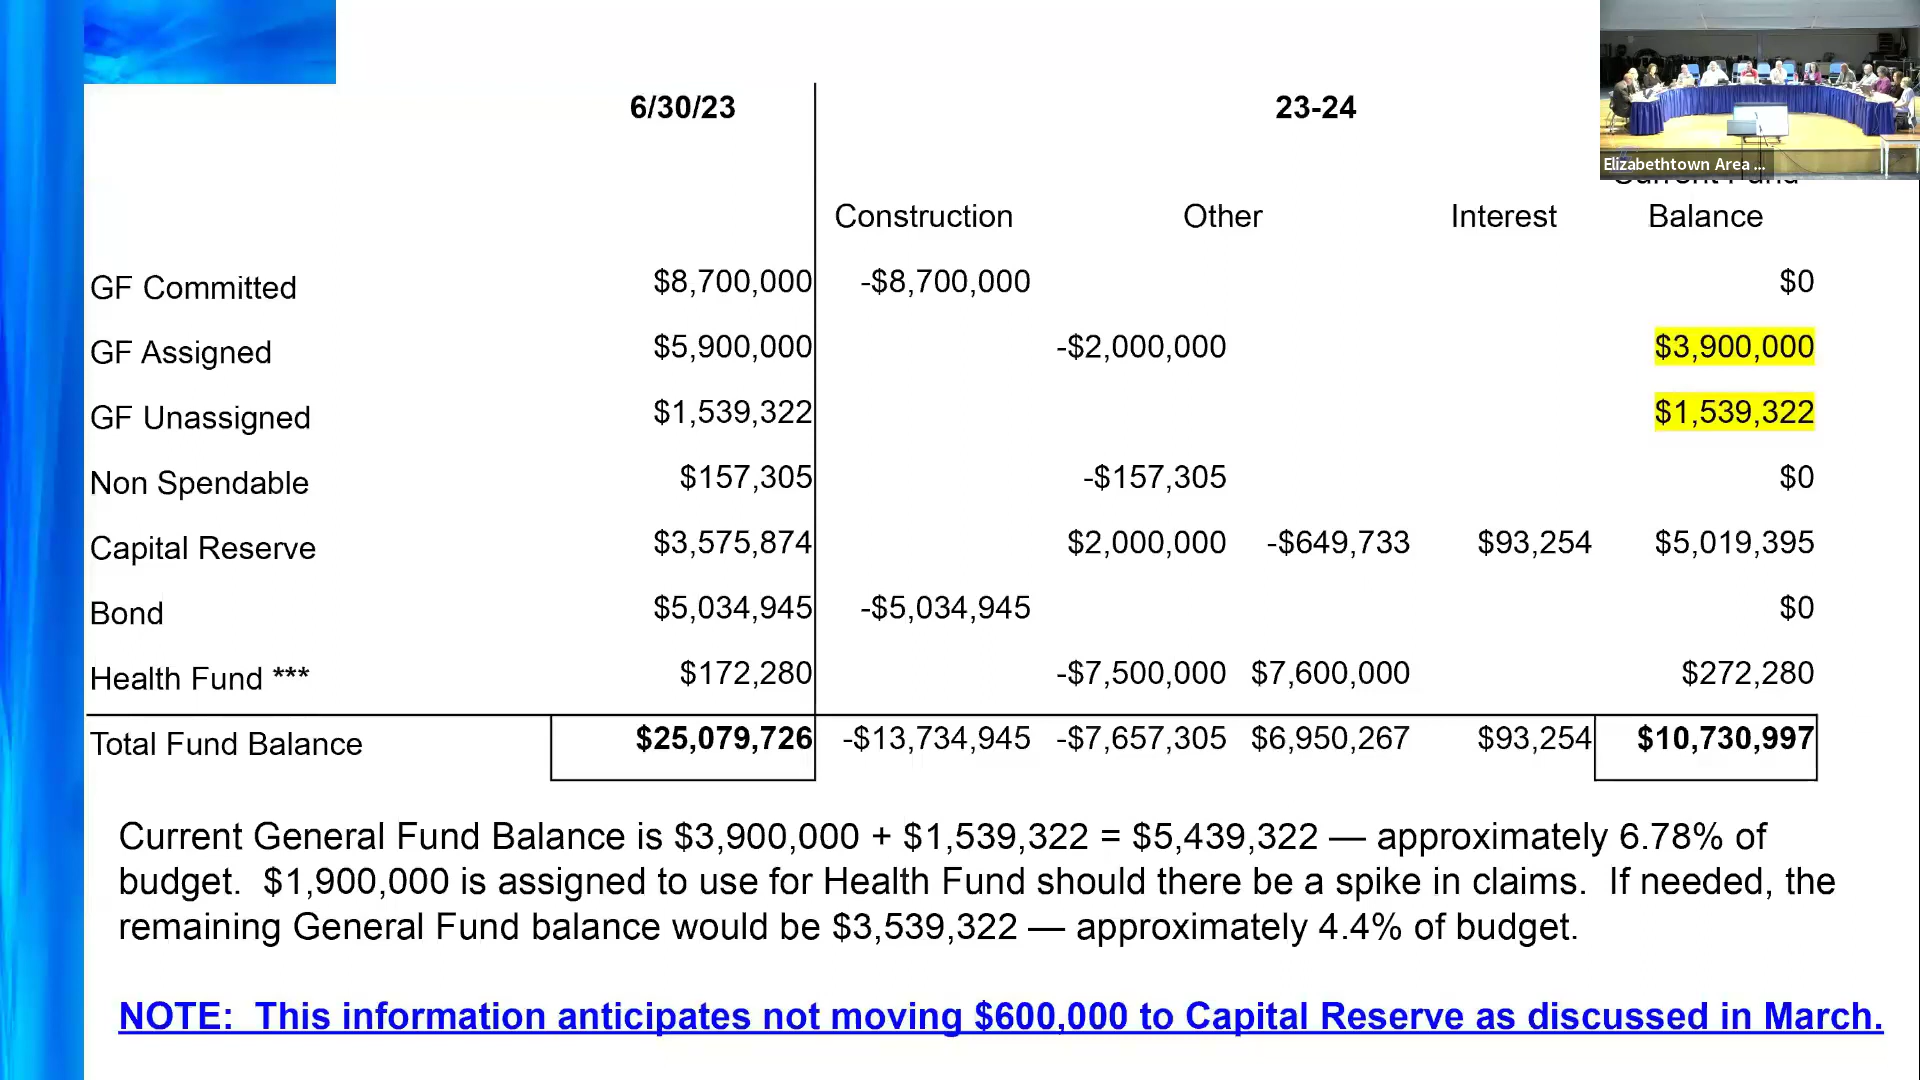 6/30/23 23-24
Elizabethtown Area ...
Construction Other Interest Balance
GF Committed $8,700,000 -$8,700,000 $0
GF Assigned $5,900,000 -$2,000,000 $3,900,000
GF Unassigned $1,539,322 $1,539,322
Non Spendable $157,305 -$157,305 $0
Capital Reserve $3,575,874 $2,000,000 -$649,733 $93,254 $5,019,395
Bond $5,034,945 -$5,034,945 $0
Health Fund *** $172,280 -$7,500,000 $7,600,000 $272,280
Total Fund Balance $25,079,726 -$13,734,945 -$7,657,305 $6,950,267 $93,254 $10,730,997
Current General Fund Balance is $3,900,000 + $1,539,322 = $5,439,322 — approximately 6.78% of
budget.  $1,900,000 is assigned to use for Health Fund should there be a spike in claims.  If needed, the
remaining General Fund balance would be $3,539,322 — approximately 4.4% of budget.
NOTE:  This information anticipates not moving $600,000 to Capital Reserve as discussed in March.